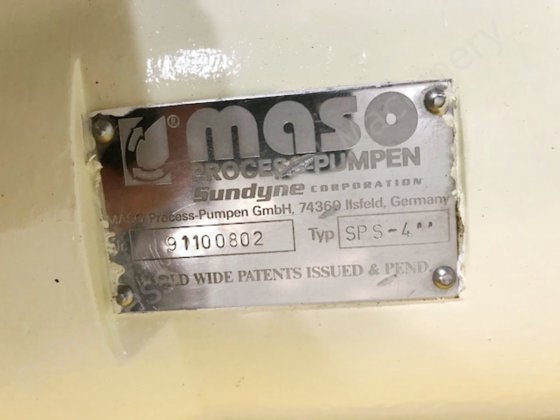 ® maso
PROCESS-PUMPEN
Sundyne CORPORATION
MASO Process-Pumpen GmbH, 74360 Ilsfeld, Germany
91100802 Typ SPS-4"
WIDE PATENTS ISSUED & PEND.